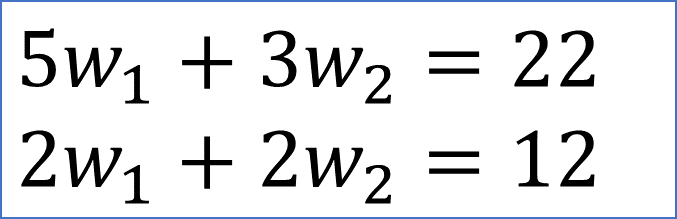 5w₁ + 3w₂ = 22
2w₁ + 2w₂ = 12